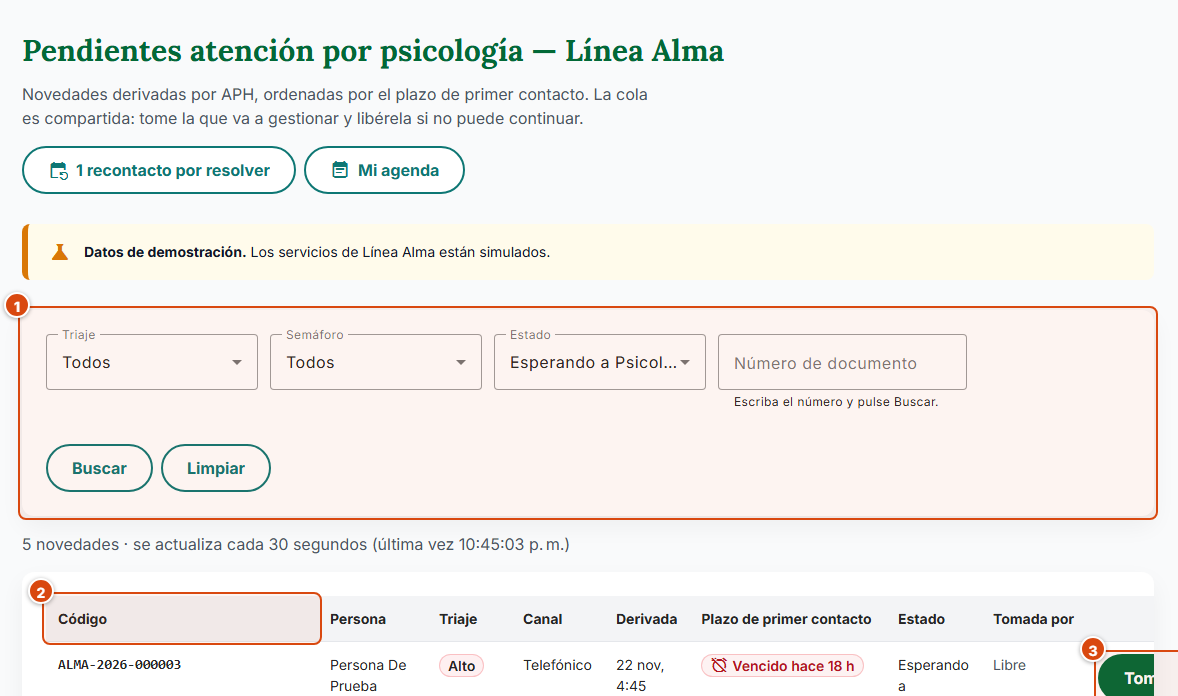 Pendientes atención por psicología — Línea Alma
Novedades derivadas por APH, ordenadas por el plazo de primer contacto. La cola
es compartida: tome la que va a gestionar y libérela si no puede continuar.
1 recontacto por resolver
Mi agenda
Datos de demostración. Los servicios de Línea Alma están simulados.
1
Triaje
Semáforo
Estado
Todos
Todos
Esperando a Psicol...
Número de documento
Escriba el número y pulse Buscar.
Buscar
Limpiar
5 novedades · se actualiza cada 30 segundos (última vez 10:45:03 p. m.)
2
Código
Persona
Triaje
Canal
Derivada
Plazo de primer contacto
Estado
Tomada por
3
ALMA-2026-000003
Persona De
Prueba
Alto
Telefónico
22 nov,
4:45
Vencido hace 18 h
Esperando
a
Libre